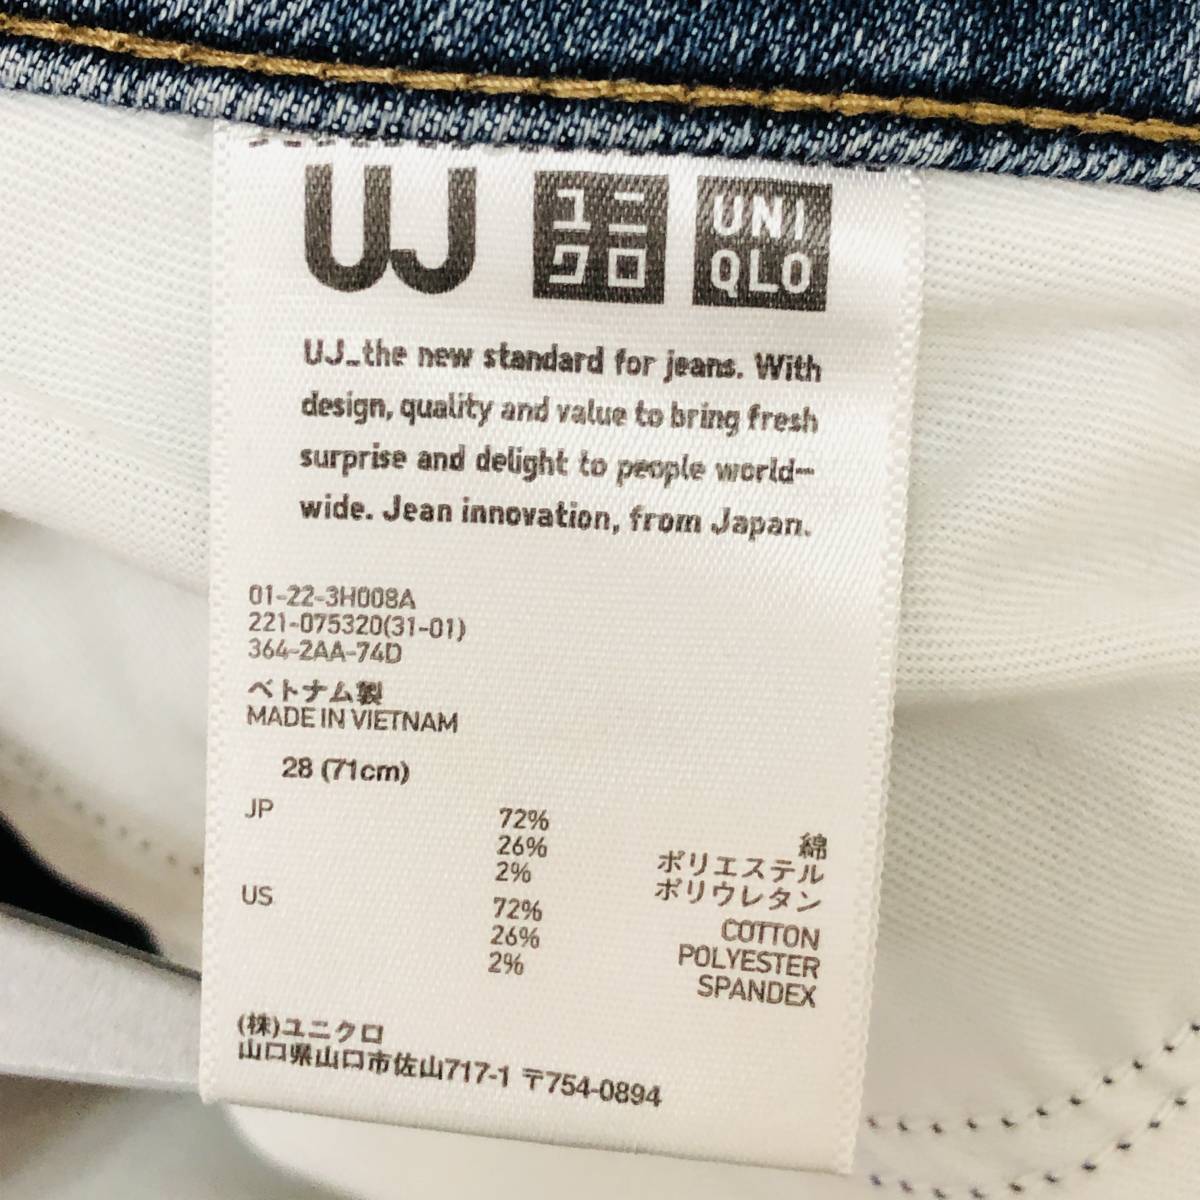 UJ ユニクロ UNIQLO
UJ_the new standard for jeans. With
design, quality and value to bring fresh
surprise and delight to people world-
wide. Jean innovation, from Japan.
01-22-3H008A
221-075320(31-01)
364-2AA-74D
ベトナム製
MADE IN VIETNAM
28 (71cm)
JP 72% 綿
26% ポリエステル
2% ポリウレタン
US 72% COTTON
26% POLYESTER
2% SPANDEX
(株)ユニクロ
山口県山口市佐山717-1 〒754-0894